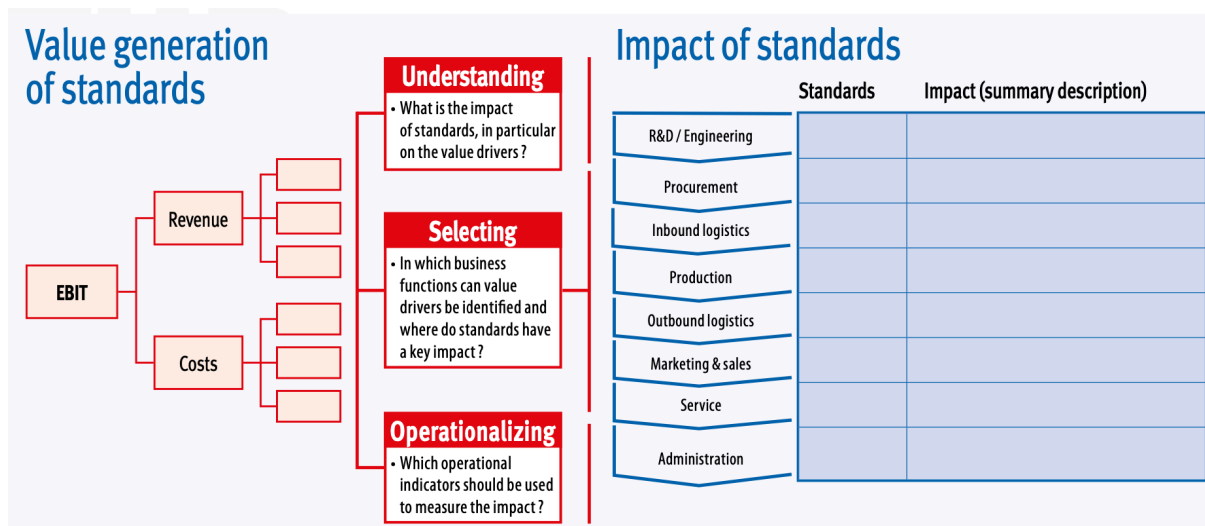 Value generation
of standards
EBIT
Revenue
Costs
Understanding
• What is the impact
of standards, in particular
on the value drivers ?
Selecting
• In which business
functions can value
drivers be identified and
where do standards have
a key impact ?
Operationalizing
• Which operational
indicators should be used
to measure the impact ?
Impact of standards
Standards
Impact (summary description)
R&D / Engineering
Procurement
Inbound logistics
Production
Outbound logistics
Marketing & sales
Service
Administration